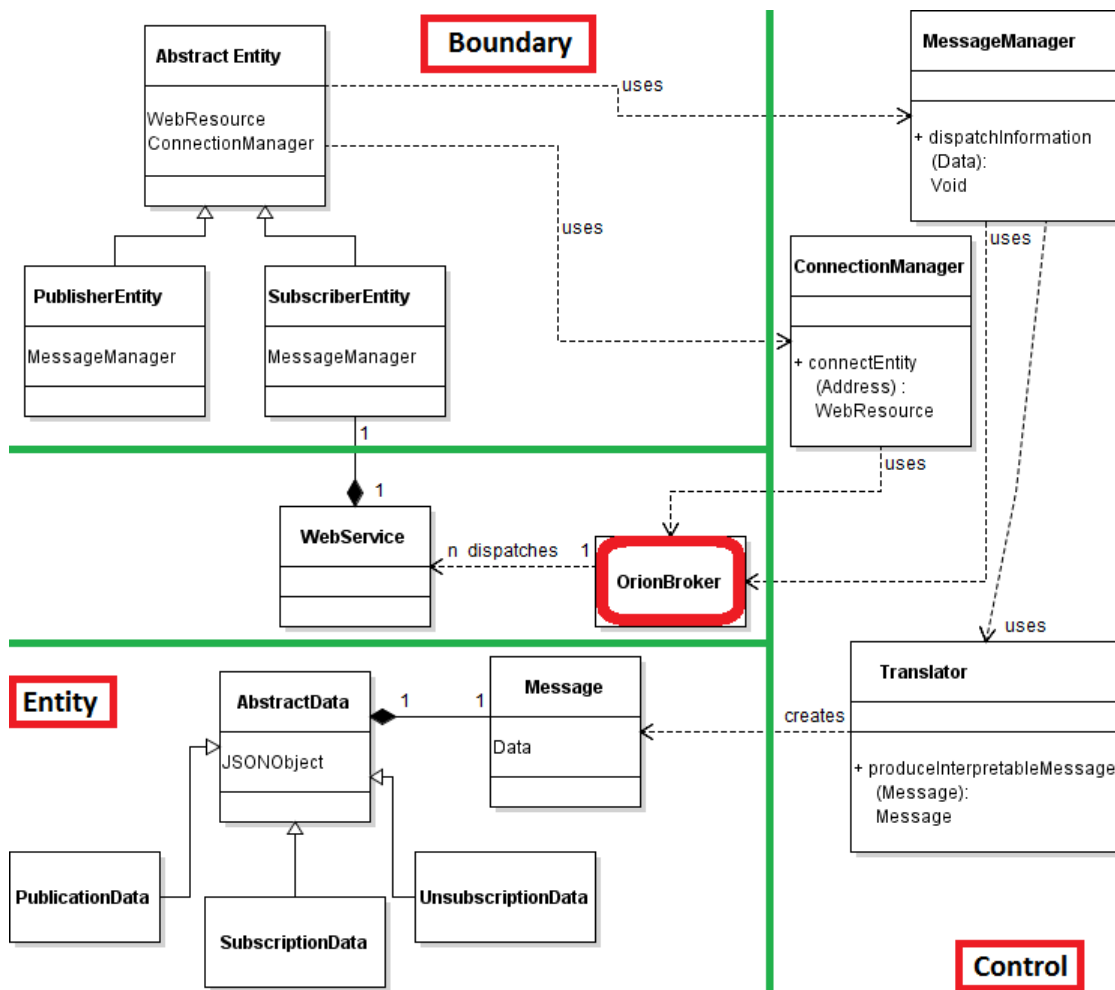 Boundary
Abstract Entity
WebResource
ConnectionManager
uses
uses
MessageManager
+ dispatchInformation
(Data):
Void
uses
PublisherEntity
MessageManager
SubscriberEntity
MessageManager
ConnectionManager
+ connectEntity
(Address) :
WebResource
uses
1
1
WebService
n dispatches 1
OrionBroker
uses
Entity
AbstractData
JSONObject
1 1
Message
Data
creates
Translator
+ produceInterpretableMessage
(Message):
Message
PublicationData
SubscriptionData
UnsubscriptionData
Control